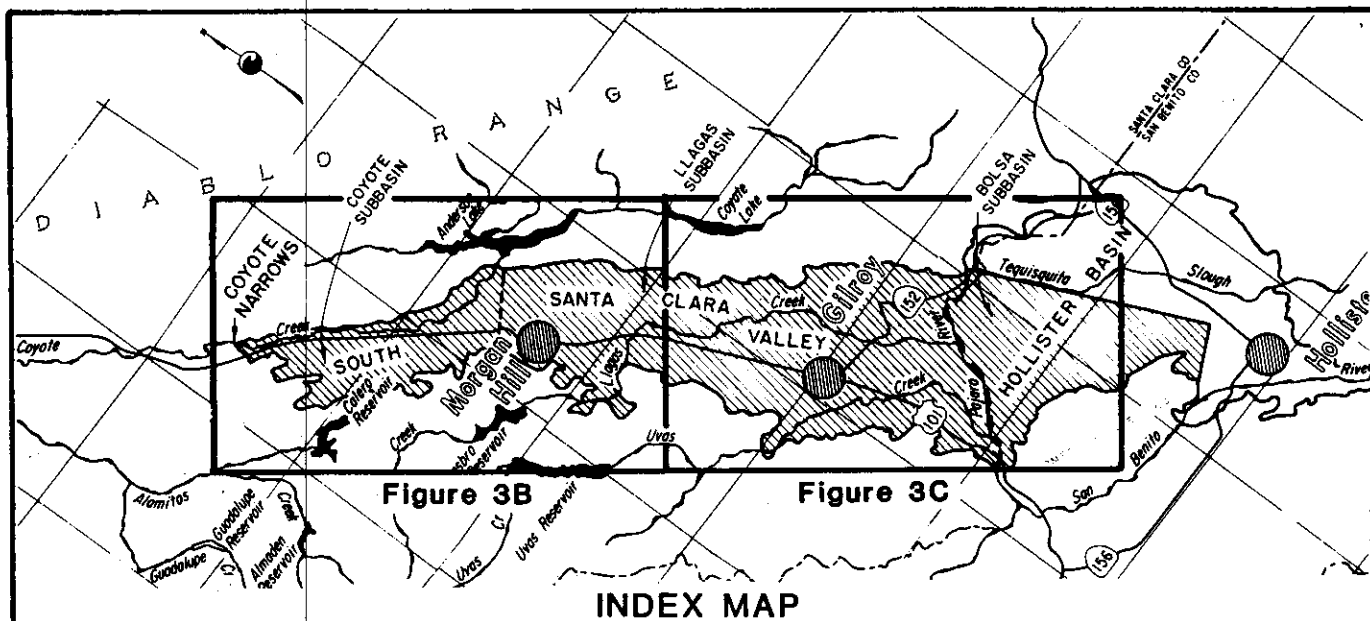 DIABLO RANGE
SANTA CLARA CO
SAN BENITO CO
COYOTE
SUBBASIN
LLAGAS
SUBBASIN
BOLSA
SUBBASIN
COYOTE
NARROWS
Anderson
Lake
Coyote
Lake
156
Tequisquito
Slough
HOLLISTER BASIN
SANTA CLARA
Creek
Gilroy
152
River
Coyote
Creek
SOUTH
VALLEY
Morgan
Hill
Llagas
Calero
Reservoir
Creek
101
Pajaro
River
Creek
Reservoir
Uvas
San
Benito
Figure 3B
Figure 3C
Alamitos
Guadalupe
Reservoir
Creek
Almaden
Reservoir
Guadalupe
Uvas
Uvas Reservoir
156
INDEX MAP